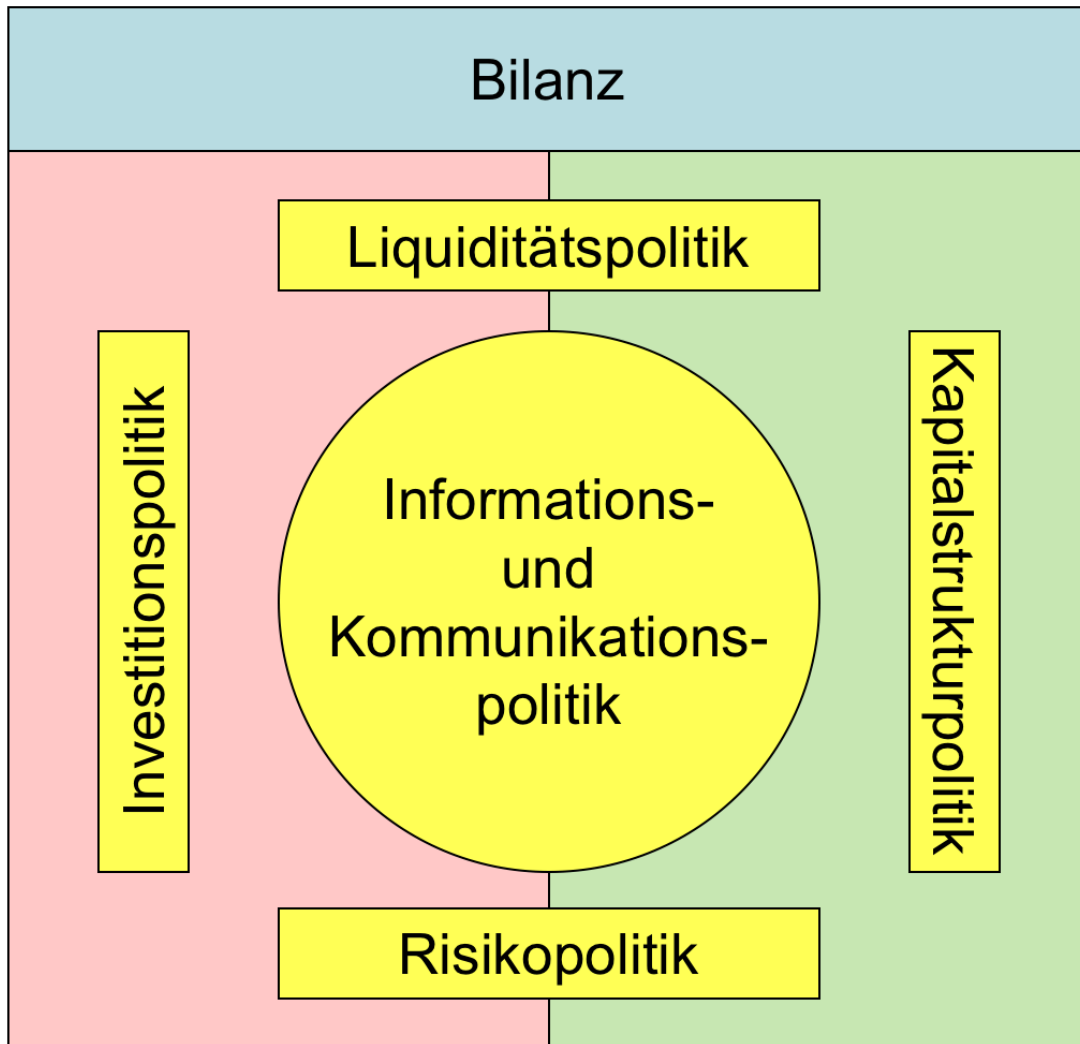 Bilanz
Liquiditätspolitik
Investitionspolitik
Informations-
und
Kommunikations-
politik
Kapitalstrukturpolitik
Risikopolitik